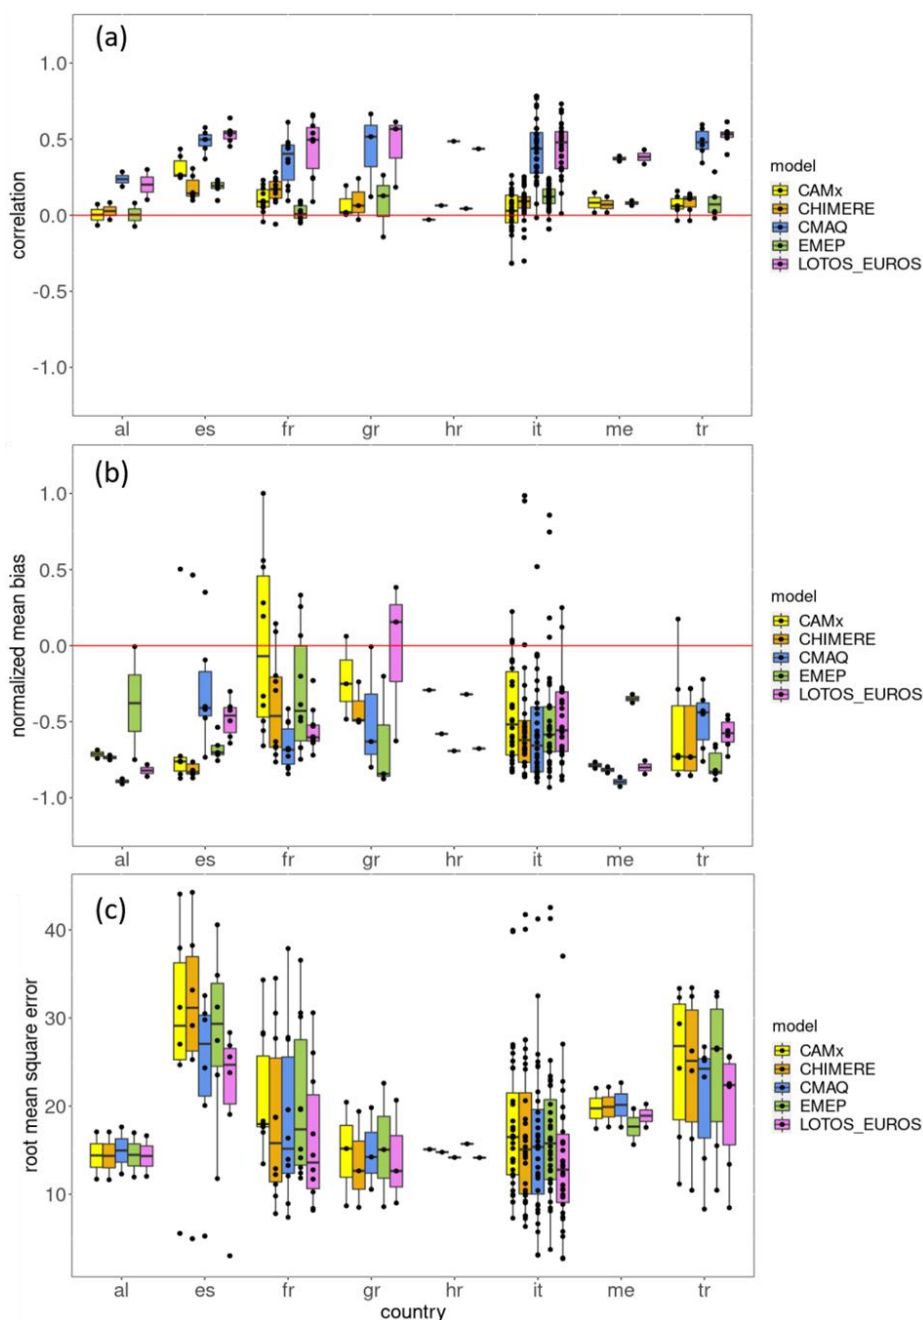 (a)
correlation
1.0
0.5
0.0
-0.5
-1.0
al es fr gr hr it me tr
model
CAMx
CHIMERE
CMAQ
EMEP
LOTOS_EUROS
(b)
normalized mean bias
1.0
0.5
0.0
-0.5
-1.0
al es fr gr hr it me tr
model
CAMx
CHIMERE
CMAQ
EMEP
LOTOS_EUROS
(c)
root mean square error
40
30
20
10
al es fr gr hr it me tr
country
model
CAMx
CHIMERE
CMAQ
EMEP
LOTOS_EUROS